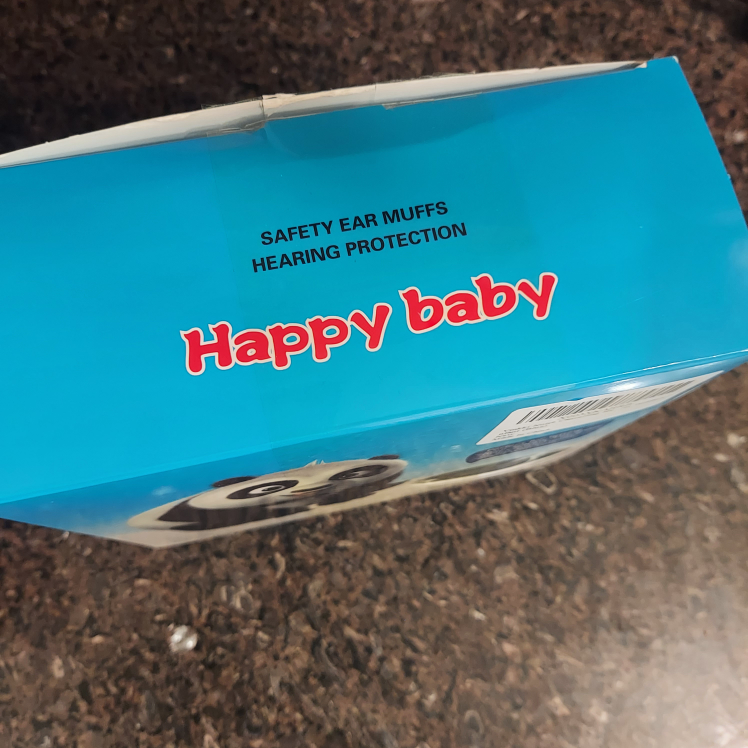 SAFETY EAR MUFFS
HEARING PROTECTION
Happy baby